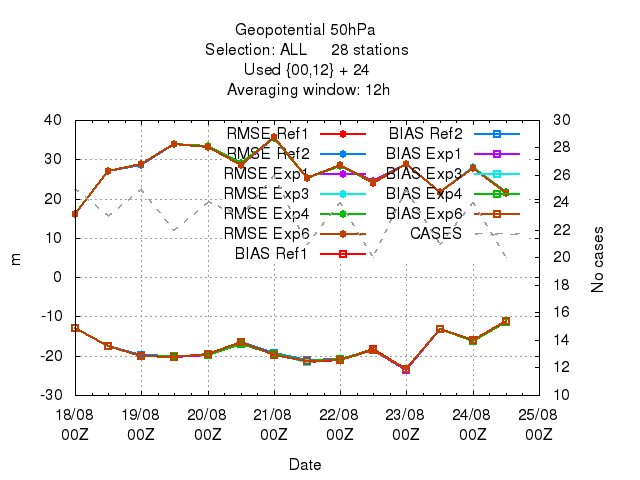 Geopotential 50hPa
Selection: ALL 28 stations
Used {00,12} + 24
Averaging window: 12h
RMSE Ref1
RMSE Ref2
RMSE Exp1
RMSE Exp3
RMSE Exp4
RMSE Exp6
BIAS Ref1
BIAS Ref2
BIAS Exp1
BIAS Exp3
BIAS Exp4
BIAS Exp6
CASES
40
30
20
10
0
-10
-20
-30
m
30
28
26
24
22
20
18
16
14
12
10
No cases
18/08 19/08 20/08 21/08 22/08 23/08 24/08 25/08
00Z 00Z 00Z 00Z 00Z 00Z 00Z 00Z
Date